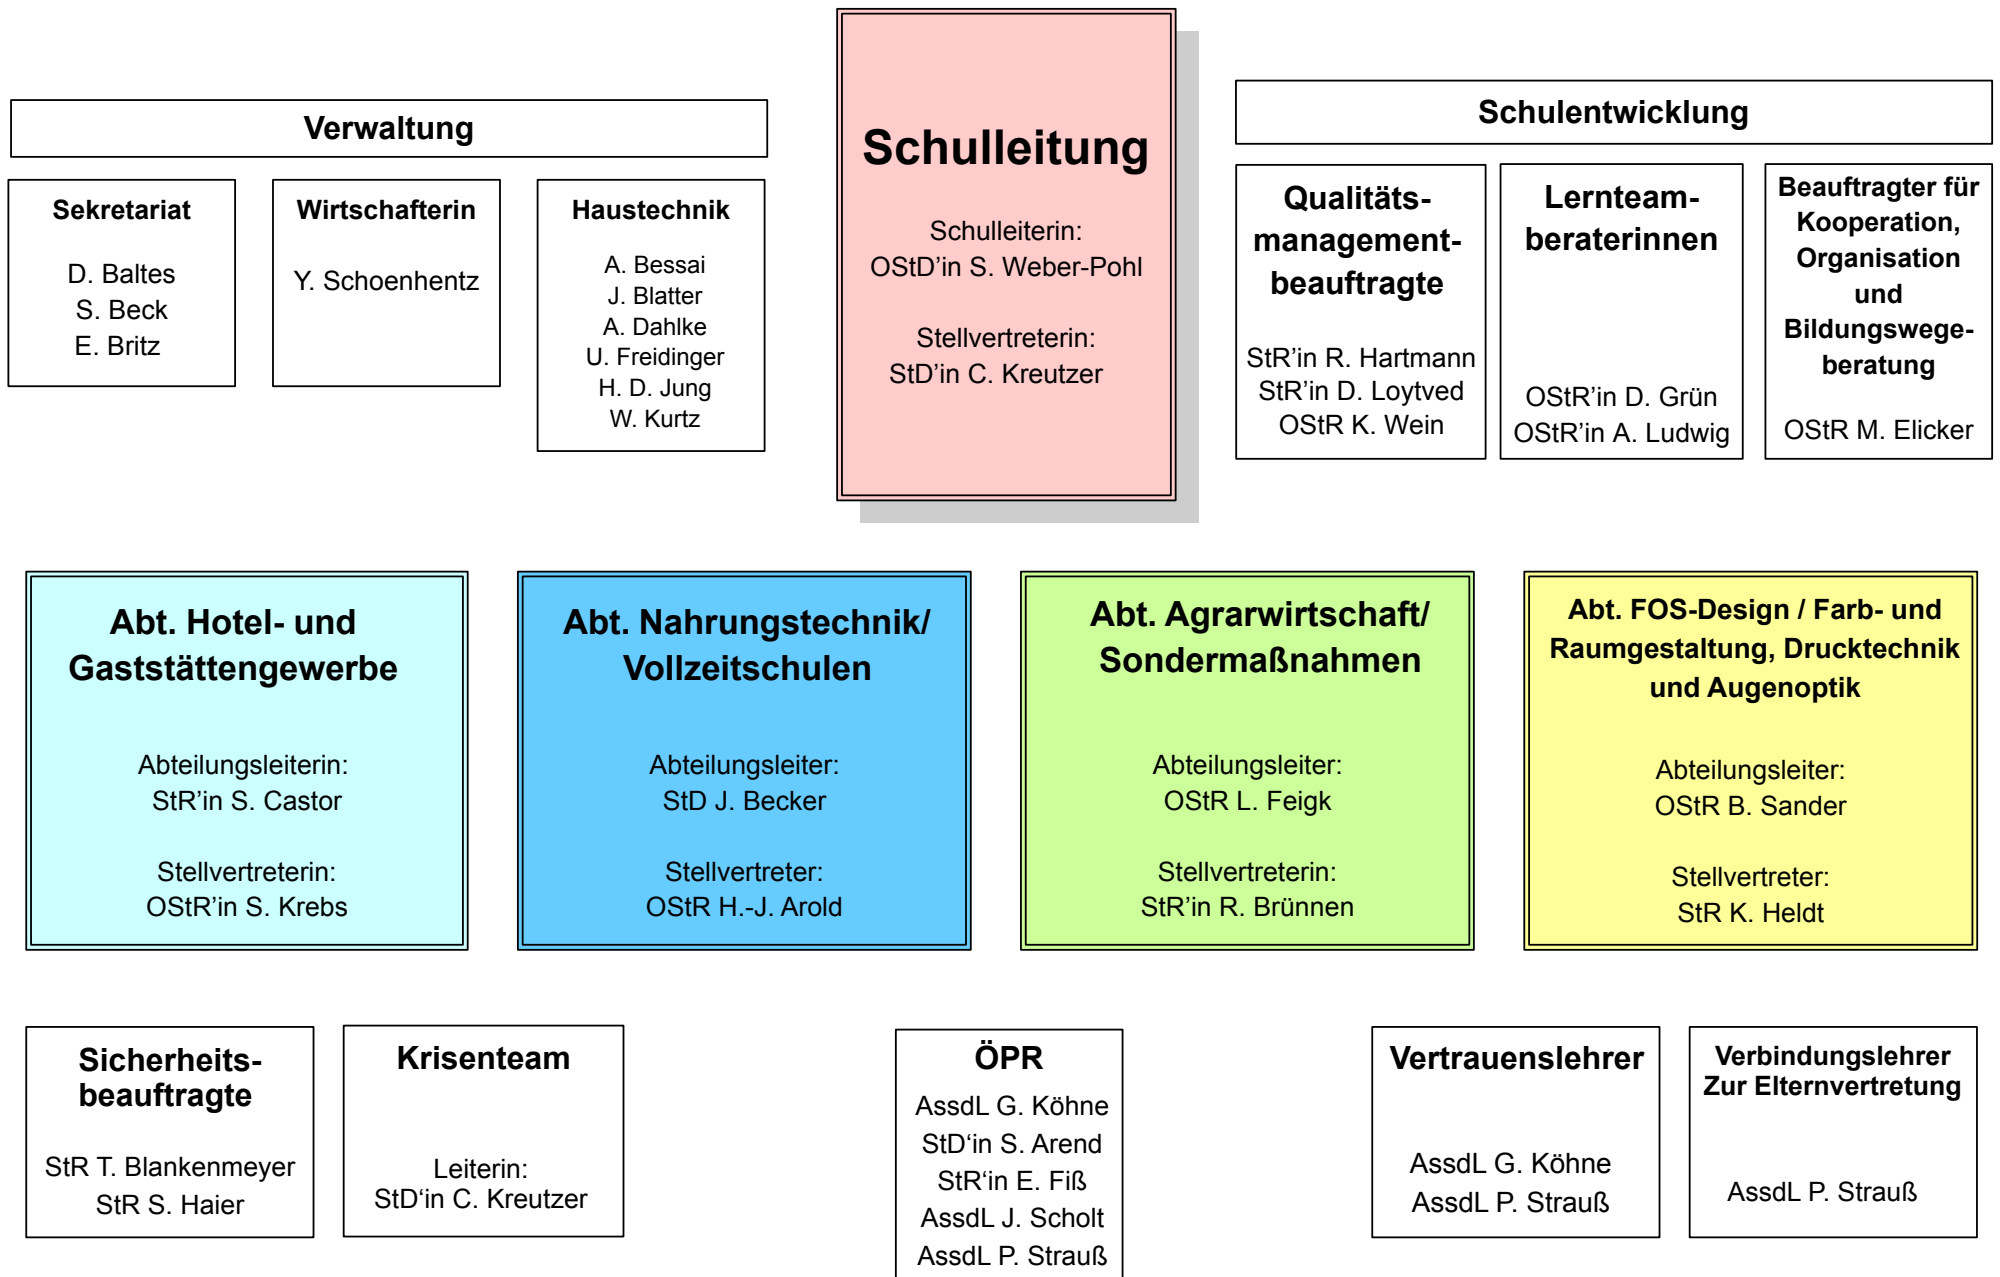 Verwaltung
Sekretariat
D. Baltes
S. Beck
E. Britz
Wirtschafterin
Y. Schoenhentz
Haustechnik
A. Bessai
J. Blatter
A. Dahlke
U. Freidinger
H. D. Jung
W. Kurtz
Schulleitung
Schulleiterin:
OStD’in S. Weber-Pohl
Stellvertreterin:
StD’in C. Kreutzer
Schulentwicklung
Qualitäts-
management-
beauftragte
StR’in R. Hartmann
StR’in D. Loytved
OStR K. Wein
Lernteam-
beraterinnen
OStR’in D. Grün
OStR’in A. Ludwig
Beauftragter für
Kooperation,
Organisation
und
Bildungswege-
beratung
OStR M. Elicker
Abt. Hotel- und
Gaststättengewerbe
Abteilungsleiterin:
StR’in S. Castor
Stellvertreterin:
OStR’in S. Krebs
Abt. Nahrungstechnik/
Vollzeitschulen
Abteilungsleiter:
StD J. Becker
Stellvertreter:
OStR H.-J. Arold
Abt. Agrarwirtschaft/
Sondermaßnahmen
Abteilungsleiter:
OStR L. Feigk
Stellvertreterin:
StR’in R. Brünnen
Abt. FOS-Design / Farb- und
Raumgestaltung, Drucktechnik
und Augenoptik
Abteilungsleiter:
OStR B. Sander
Stellvertreter:
StR K. Heldt
Sicherheits-
beauftragte
StR T. Blankenmeyer
StR S. Haier
Krisenteam
Leiterin:
StD‘in C. Kreutzer
ÖPR
AssdL G. Köhne
StD‘in S. Arend
StR‘in E. Fiß
AssdL J. Scholt
AssdL P. Strauß
Vertrauenslehrer
AssdL G. Köhne
AssdL P. Strauß
Verbindungslehrer
Zur Elternvertretung
AssdL P. Strauß